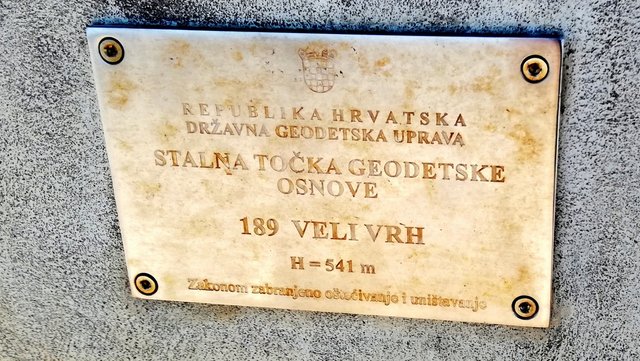 REPUBLIKA HRVATSKA
DRŽAVNA GEODETSKA UPRAVA
STALNA TOČKA GEODETSKE
OSNOVE
189 VELI VRH
H = 541 m
Zakonom zabranjeno oštećivanje i uništavanje